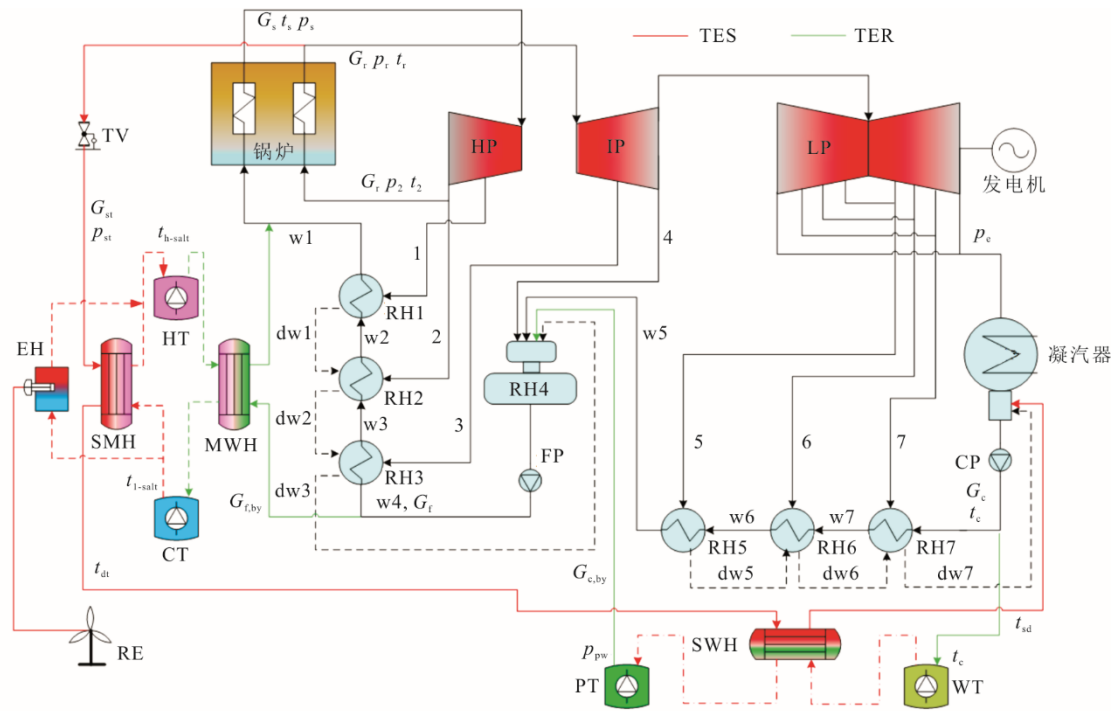 G_s t_s p_s
TES
TER
G_r p_r t_r
TV
锅炉
HP
IP
LP
发电机
G_r p_2 t_2
G_st
p_st
t_h-salt
w1
1
4
p_e
HT
RH1
w5
dw1
w2
2
EH
RH4
凝汽器
SMH
MWH
RH2
dw2
w3
3
5
6
7
FP
CP
t_l-salt
RH3
dw3
w4, G_f
G_f,by
G_c
t_c
w6
w7
CT
RH5
RH6
RH7
G_c,by
dw5
dw6
dw7
t_dt
t_sd
RE
SWH
p_pw
t_c
PT
WT